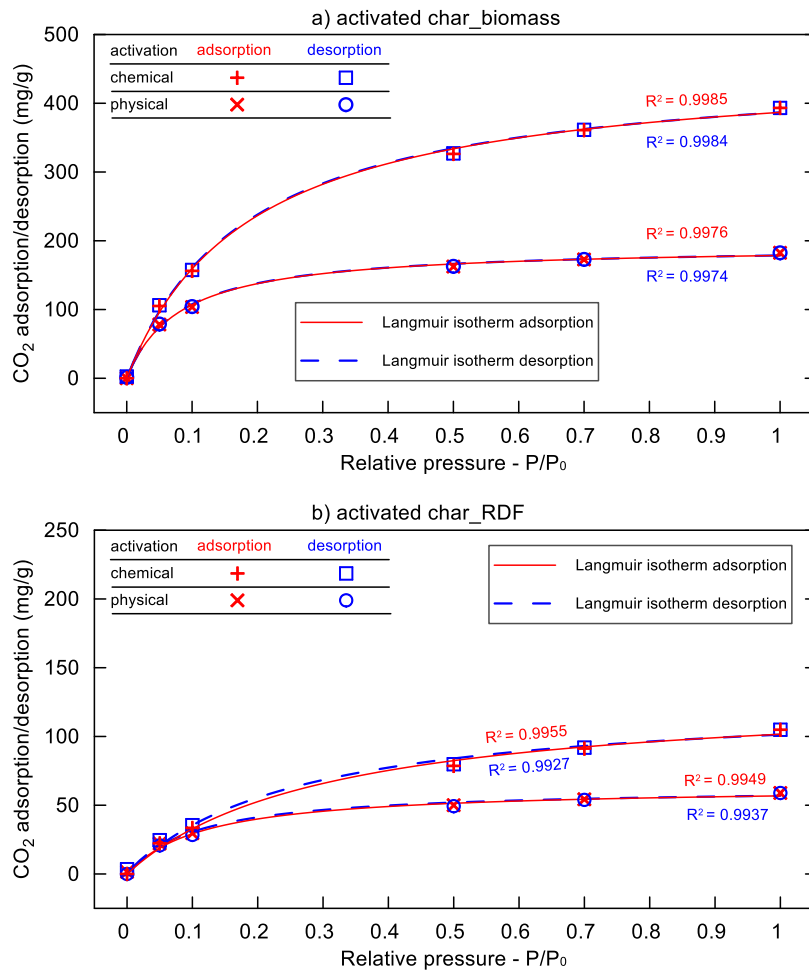 a) activated char_biomass
CO₂ adsorption/desorption (mg/g)
500
400
300
200
100
0
activation adsorption desorption
chemical
physical
R² = 0.9985
R² = 0.9984
R² = 0.9976
R² = 0.9974
Langmuir isotherm adsorption
Langmuir isotherm desorption
0 0.1 0.2 0.3 0.4 0.5 0.6 0.7 0.8 0.9 1
Relative pressure - P/P₀
b) activated char_RDF
CO₂ adsorption/desorption (mg/g)
250
200
150
100
50
0
activation adsorption desorption
chemical
physical
Langmuir isotherm adsorption
Langmuir isotherm desorption
R² = 0.9955
R² = 0.9927
R² = 0.9949
R² = 0.9937
0 0.1 0.2 0.3 0.4 0.5 0.6 0.7 0.8 0.9 1
Relative pressure - P/P₀